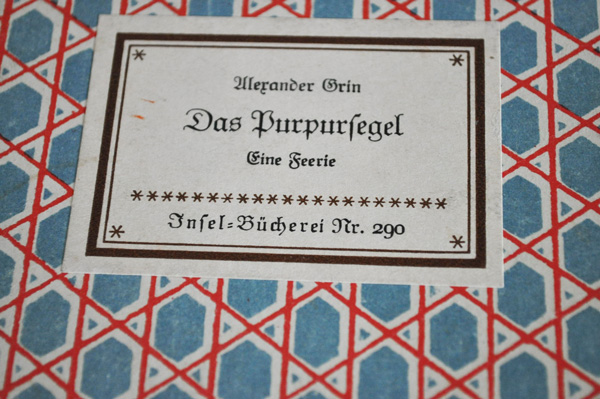 Alexander Grin
Das Purpurſegel
Eine Feerie
Inſel-Bücherei Nr. 290